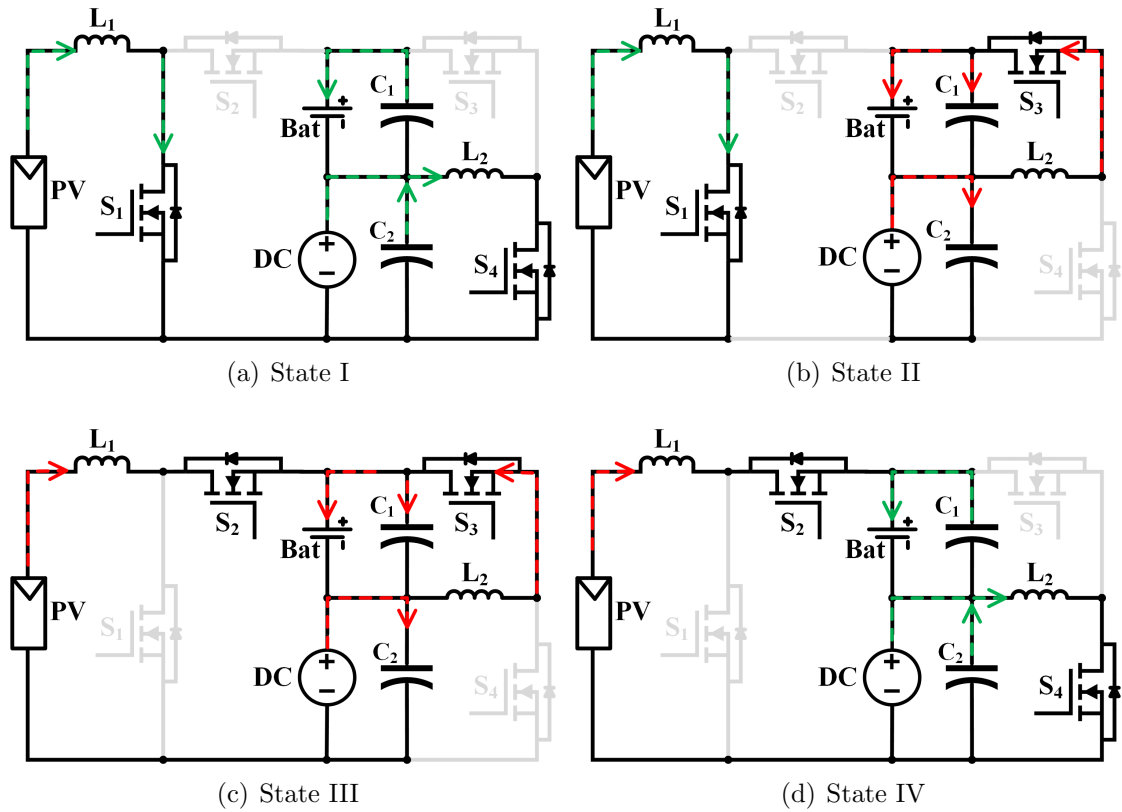 L1
S2
C1
S3
Bat
L2
PV
S1
C2
DC
S4
(a) State I
L1
S2
C1
S3
Bat
L2
PV
S1
C2
DC
S4
(b) State II
L1
S2
C1
S3
Bat
L2
PV
S1
C2
DC
S4
(c) State III
L1
S2
C1
S3
Bat
L2
PV
S1
C2
DC
S4
(d) State IV